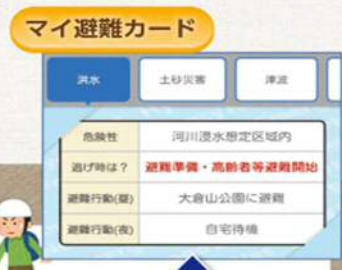 マイ避難カード
洪水 土砂災害 津波
危険性 河川浸水想定区域内
逃げ時は? 避難準備・高齢者等避難開始
避難行動(昼) 大倉山公園に避難
避難行動(夜) 自宅待機